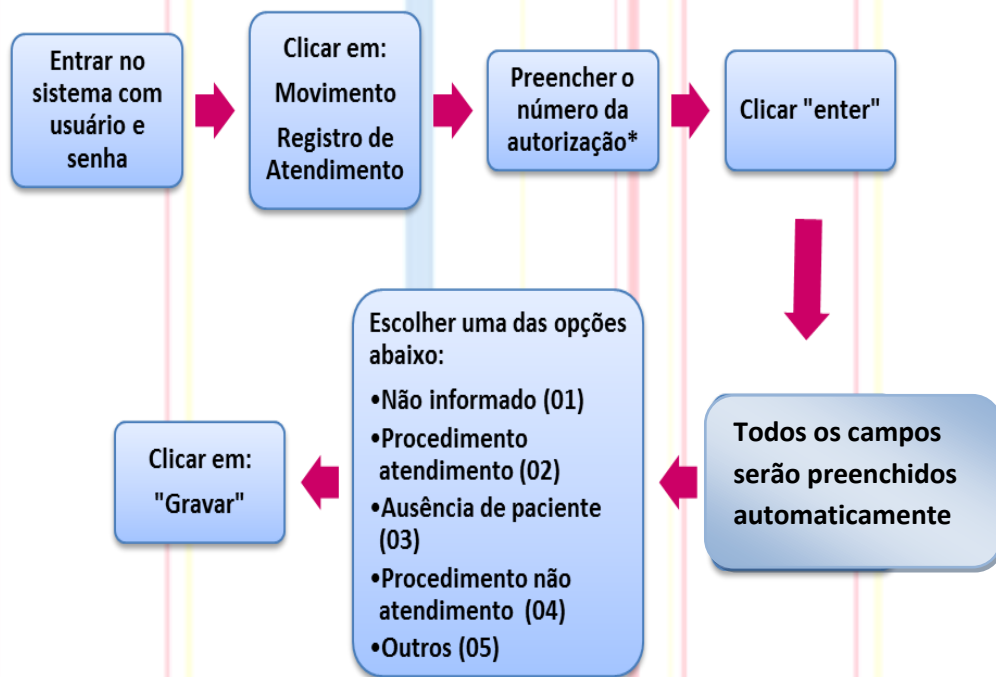 Entrar no
sistema com
usuário e
senha
Clicar em:
Movimento
Registro de
Atendimento
Preencher o
número da
autorização*
Clicar "enter"
Todos os campos
serão preenchidos
automaticamente
Escolher uma das opções
abaixo:
•Não informado (01)
•Procedimento
atendimento (02)
•Ausência de paciente
(03)
•Procedimento não
atendimento (04)
•Outros (05)
Clicar em:
"Gravar"